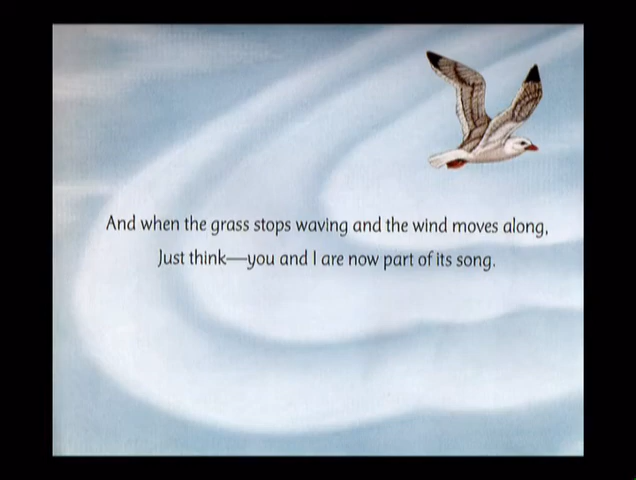 And when the grass stops waving and the wind moves along,
Just think—you and I are now part of its song.